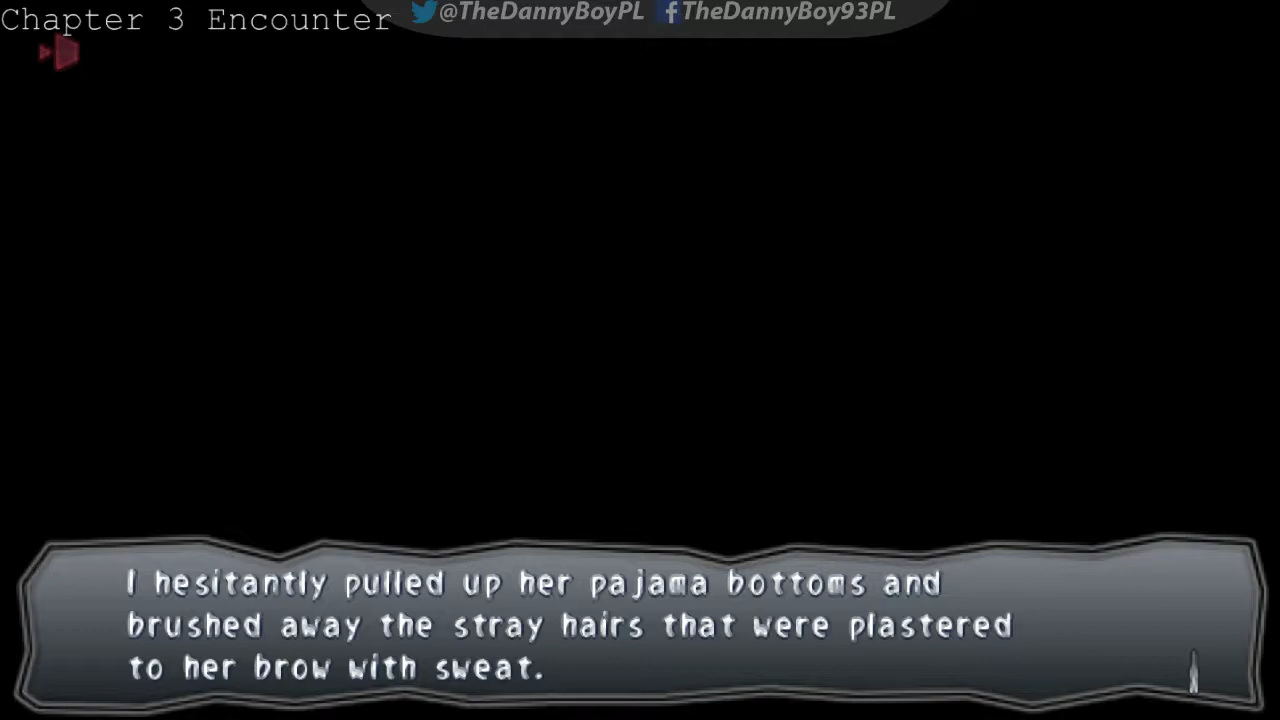 Chapter 3 Encounter
@TheDannyBoyPL TheDannyBoy93PL
I hesitantly pulled up her pajama bottoms and
brushed away the stray hairs that were plastered
to her brow with sweat.